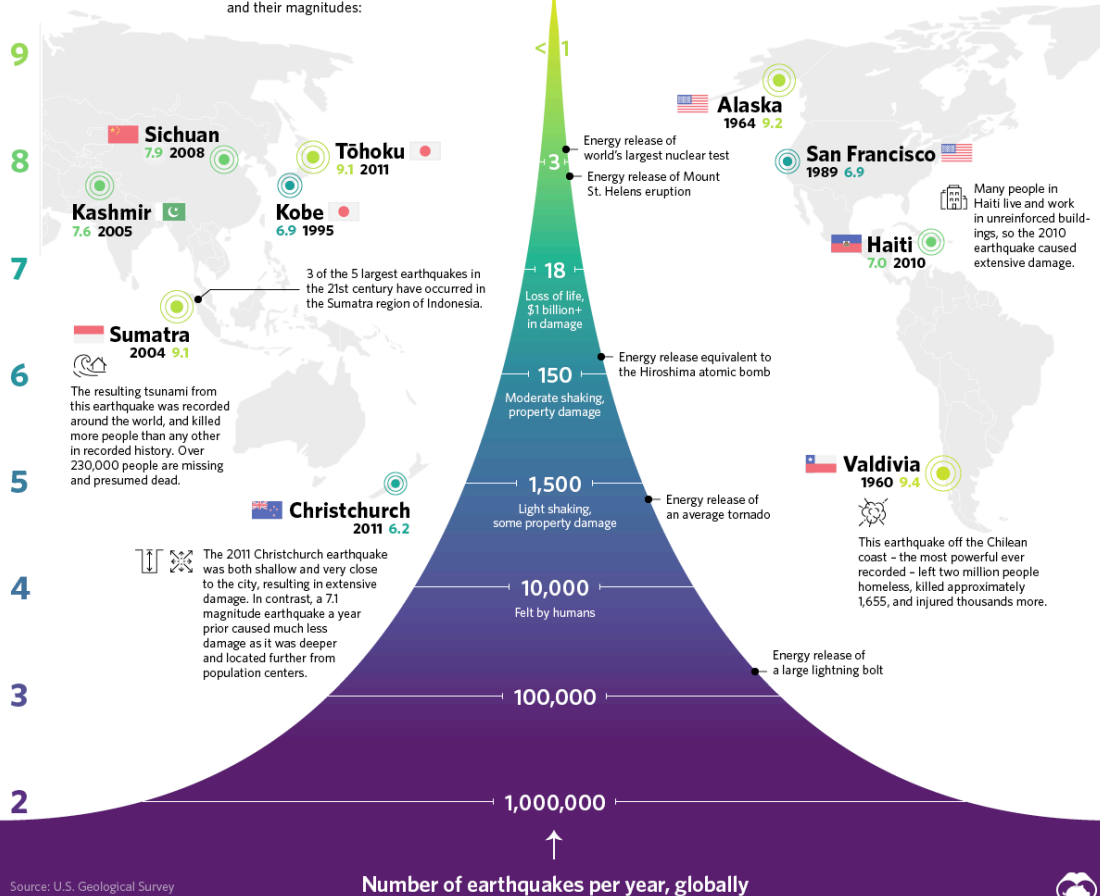 and their magnitudes:
9
8
7
6
5
4
3
2
Sichuan
7.9 2008
Kashmir
7.6 2005
Tōhoku
9.1 2011
Kobe
6.9 1995
3 of the 5 largest earthquakes in
the 21st century have occurred in
the Sumatra region of Indonesia.
Sumatra
2004 9.1
The resulting tsunami from
this earthquake was recorded
around the world, and killed
more people than any other
in recorded history. Over
230,000 people are missing
and presumed dead.
Christchurch
2011 6.2
The 2011 Christchurch earthquake
was both shallow and very close
to the city, resulting in extensive
damage. In contrast, a 7.1
magnitude earthquake a year
prior caused much less
damage as it was deeper
and located further from
population centers.
< 1
3
18
Loss of life,
$1 billion+
in damage
150
Moderate shaking,
property damage
1,500
Light shaking,
some property damage
10,000
Felt by humans
100,000
1,000,000
Number of earthquakes per year, globally
Energy release of
world's largest nuclear test
Energy release of Mount
St. Helens eruption
Energy release equivalent to
the Hiroshima atomic bomb
Energy release of
an average tornado
Energy release of
a large lightning bolt
Alaska
1964 9.2
San Francisco
1989 6.9
Haiti
7.0 2010
Many people in
Haiti live and work
in unreinforced build-
ings, so the 2010
earthquake caused
extensive damage.
Valdivia
1960 9.4
This earthquake off the Chilean
coast – the most powerful ever
recorded – left two million people
homeless, killed approximately
1,655, and injured thousands more.
Source: U.S. Geological Survey